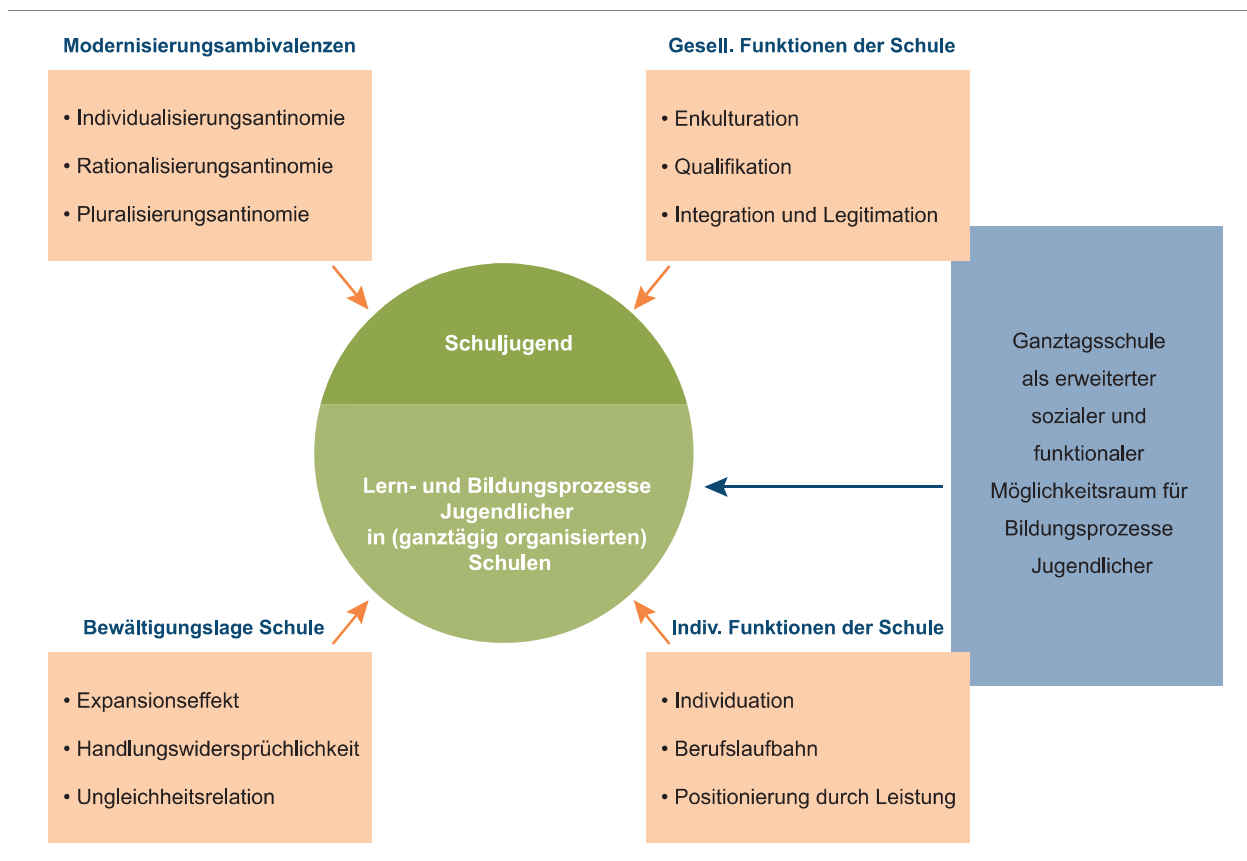 Modernisierungsambivalenzen
• Individualisierungsantinomie
• Rationalisierungsantinomie
• Pluralisierungsantinomie
Gesell. Funktionen der Schule
• Enkulturation
• Qualifikation
• Integration und Legitimation
Schuljugend
Lern- und Bildungsprozesse
Jugendlicher
in (ganztägig organisierten)
Schulen
Ganztagsschule
als erweiterter
sozialer und
funktionaler
Möglichkeitsraum für
Bildungsprozesse
Jugendlicher
Bewältigungslage Schule
• Expansionseffekt
• Handlungswidersprüchlichkeit
• Ungleichheitsrelation
Indiv. Funktionen der Schule
• Individuation
• Berufslaufbahn
• Positionierung durch Leistung